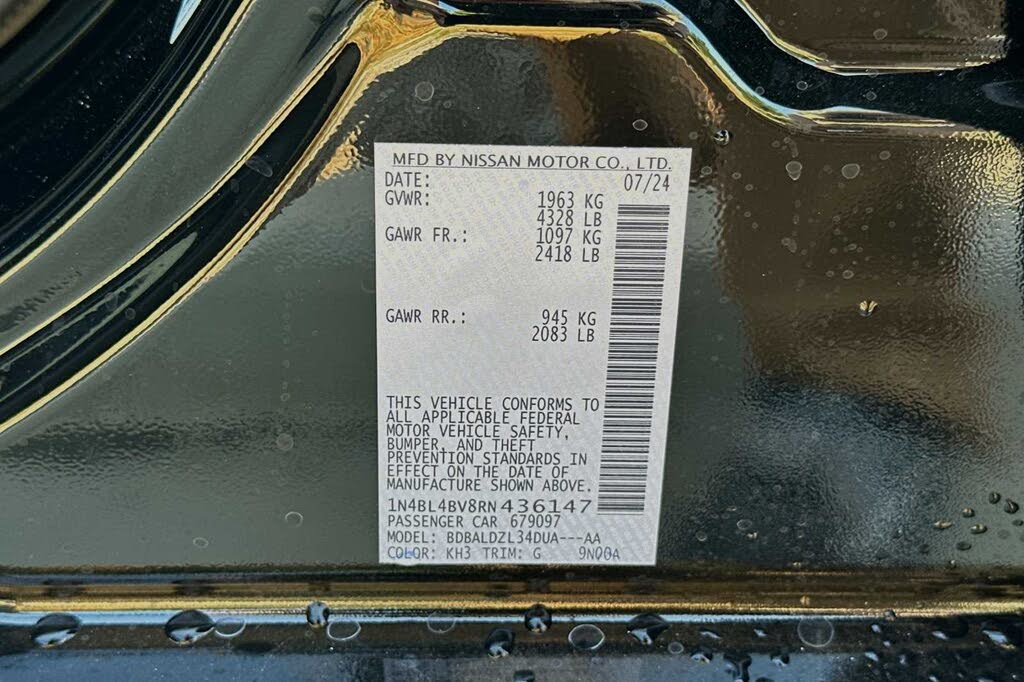 MFD BY NISSAN MOTOR CO., LTD.
DATE: 07/24
GVWR: 1963 KG
4328 LB
GAWR FR.: 1097 KG
2418 LB
GAWR RR.: 945 KG
2083 LB
THIS VEHICLE CONFORMS TO
ALL APPLICABLE FEDERAL
MOTOR VEHICLE SAFETY,
BUMPER, AND THEFT
PREVENTION STANDARDS IN
EFFECT ON THE DATE OF
MANUFACTURE SHOWN ABOVE.
1N4BL4BV8RN436147
PASSENGER CAR 679097
MODEL: BDBALDZL34DUA---AA
COLOR: KH3 TRIM: G 9N00A